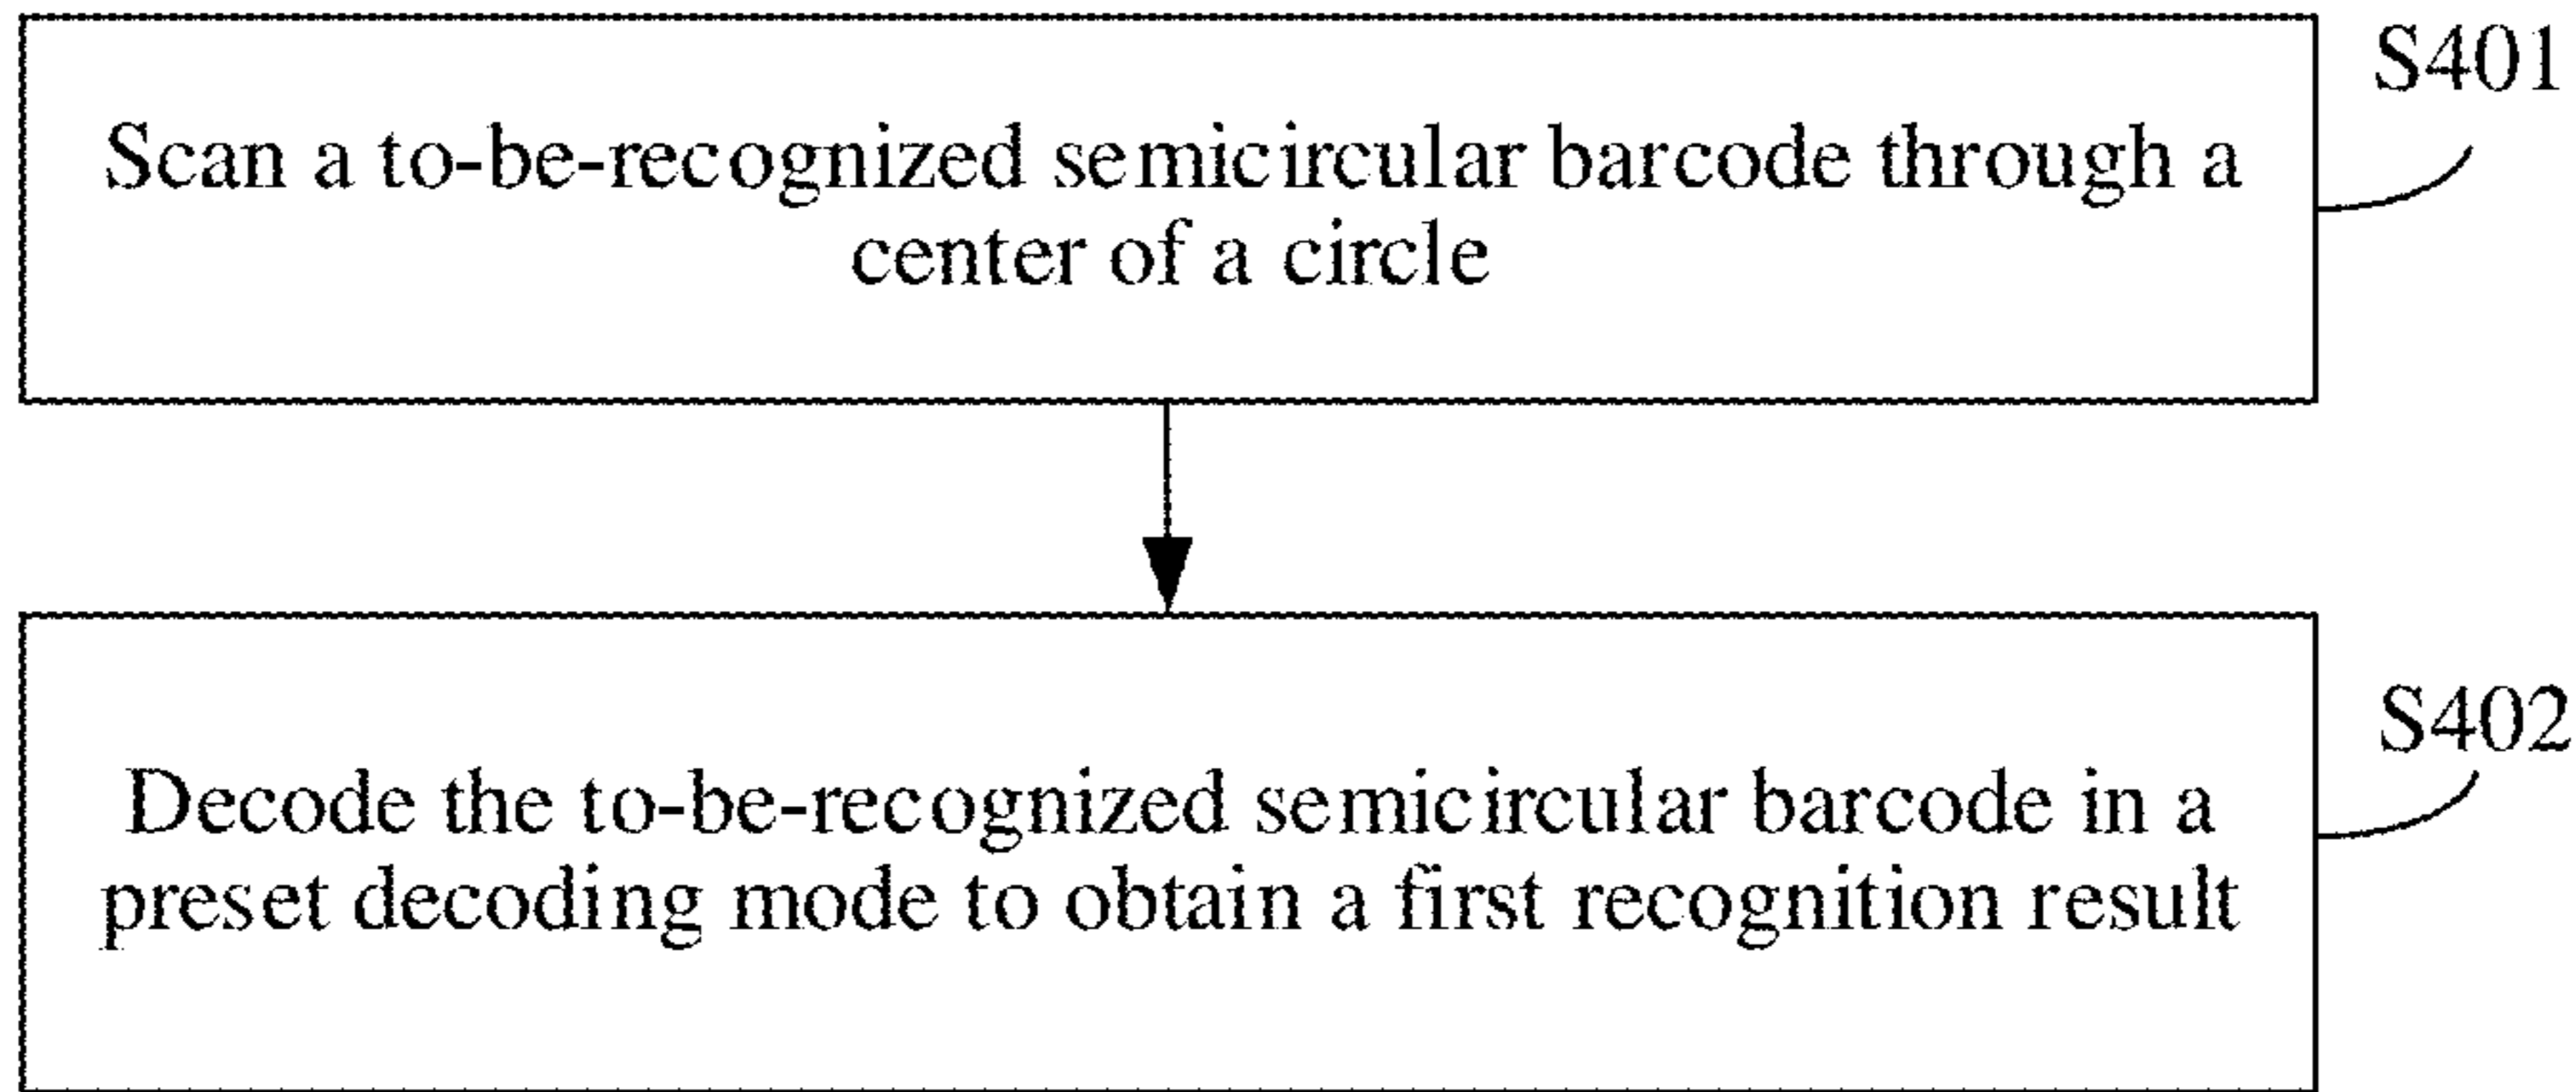 S401
Scan a to-be-recognized semicircular barcode through a
center of a circle
S402
Decode the to-be-recognized semicircular barcode in a
preset decoding mode to obtain a first recognition result